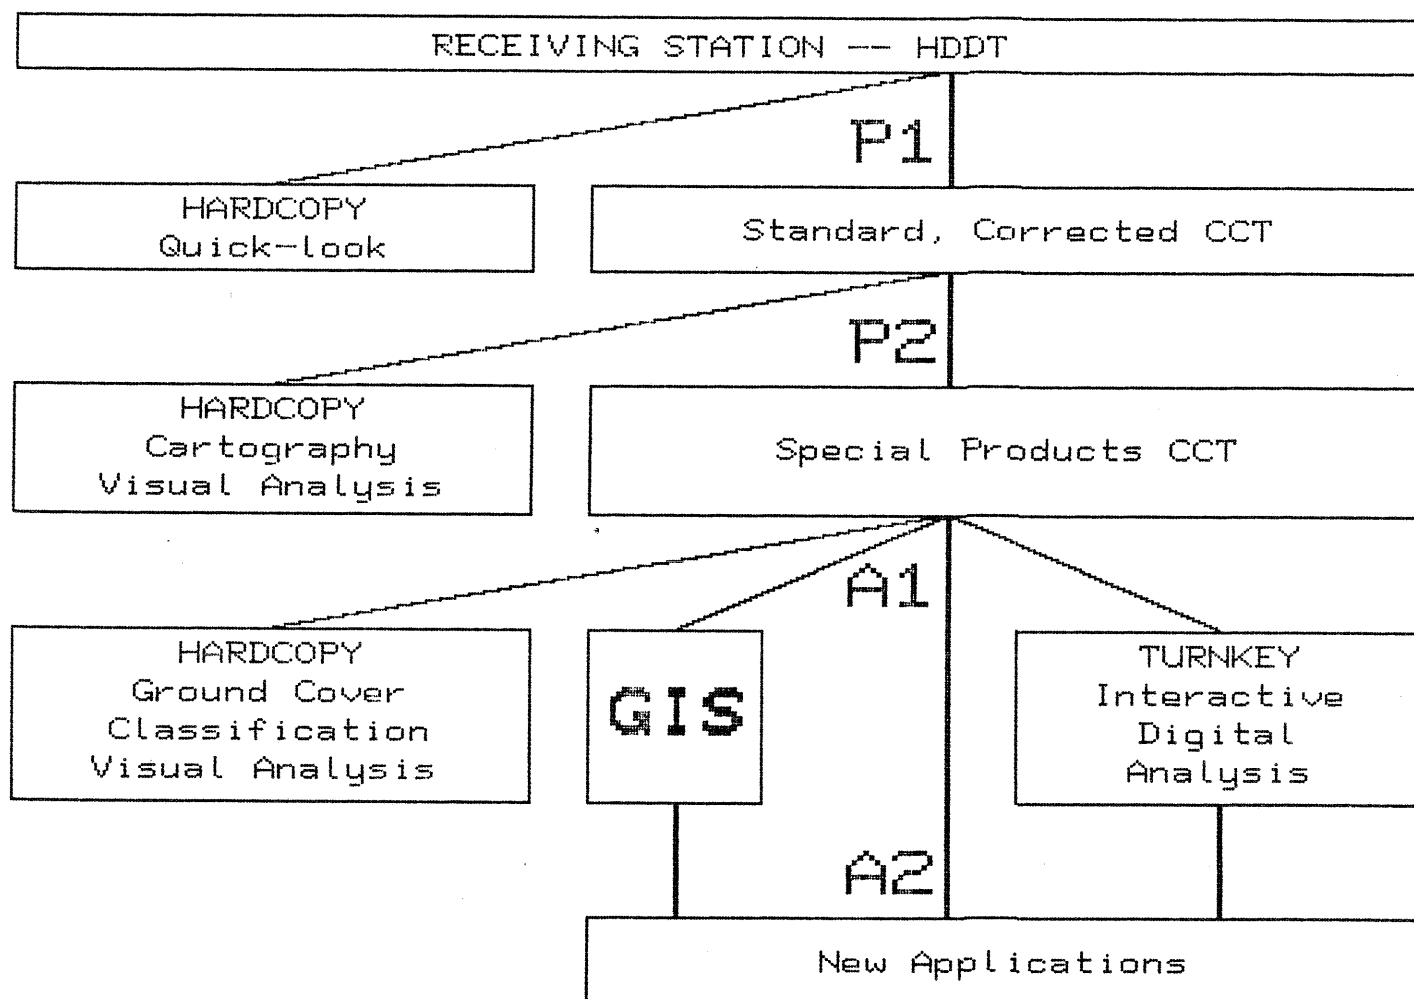 RECEIVING STATION -- HDDT
P1
HARDCOPY
Quick-look
Standard, Corrected CCT
P2
HARDCOPY
Cartography
Visual Analysis
Special Products CCT
A1
HARDCOPY
Ground Cover
Classification
Visual Analysis
GIS
TURNKEY
Interactive
Digital
Analysis
A2
New Applications